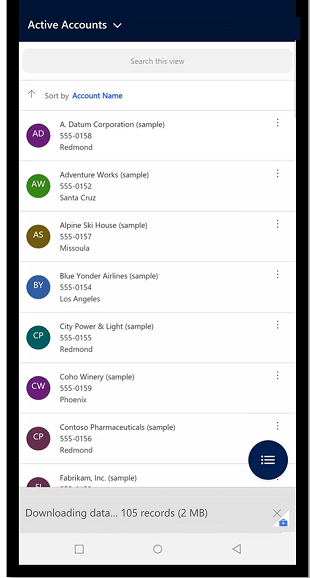 Active Accounts
Search this view
Sort by Account Name
AD
A. Datum Corporation (sample)
555-0158
Redmond
AW
Adventure Works (sample)
555-0152
Santa Cruz
AS
Alpine Ski House (sample)
555-0157
Missoula
BY
Blue Yonder Airlines (sample)
555-0154
Los Angeles
CP
City Power & Light (sample)
555-0155
Redmond
CW
Coho Winery (sample)
555-0159
Phoenix
CP
Contoso Pharmaceuticals (sample)
555-0156
Redmond
Fabrikam, Inc. (sample)
Downloading data... 105 records (2 MB)